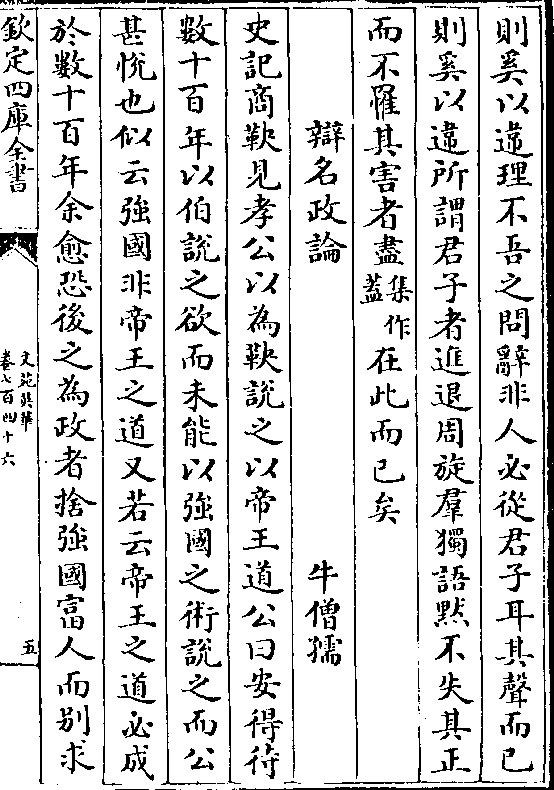 則奚以違理不吾之問辭非人必從君子耳其聲而已
則奚以違所謂君子者進退周旋羣獨語黙不失其正
而不罹其害者盡集作葢在此而已矣
辯名政論 牛僧孺
史記商鞅見孝公以為鞅說之以帝王道公曰安得待
數十百年以伯說之欲而未能以強國之術說之而公
甚悅也似云強國非帝王之道又若云帝王之道必成
於數十百年余愈恐後之為政者捨強國富人而别求
欽定四庫全書
文苑英華
卷七百四十六
五